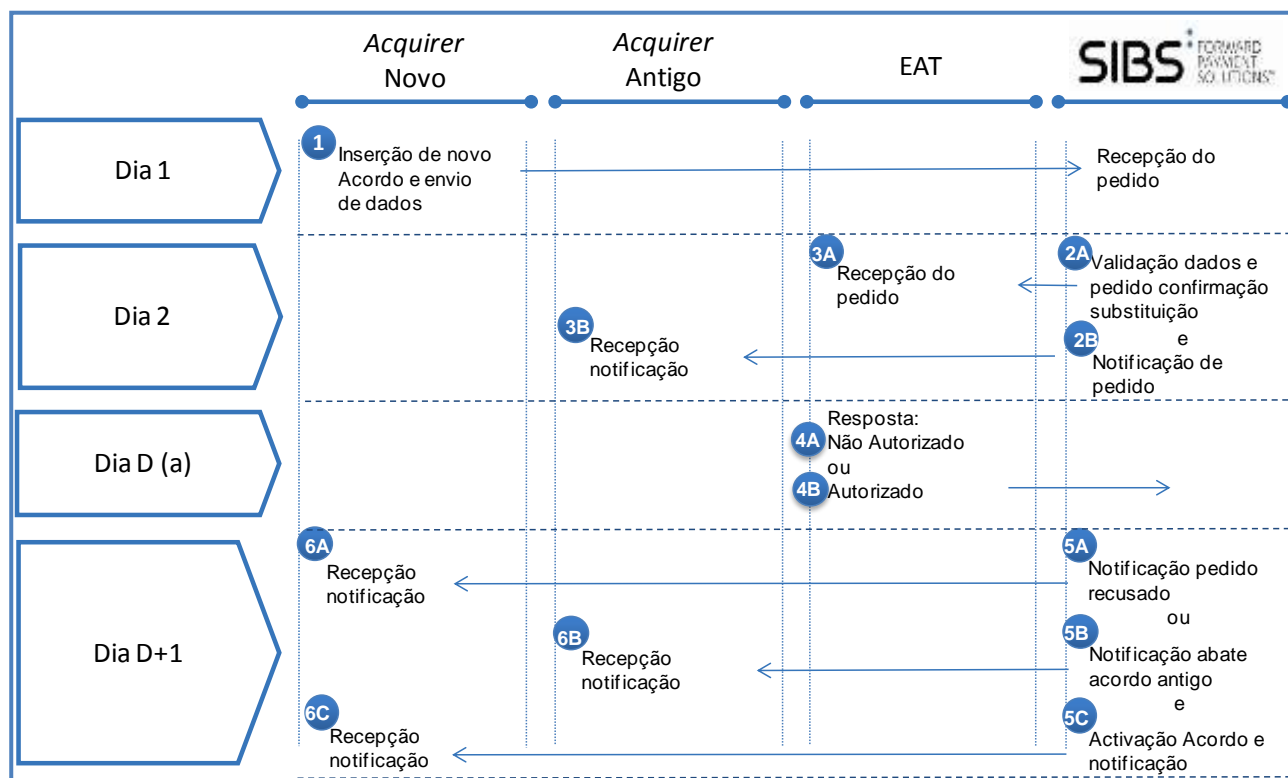 Acquirer
Novo
Acquirer
Antigo
EAT
SIBS
FORWARD
PAYMENT
SOLUTIONS
Dia 1
1
Inserção de novo
Acordo e envio
de dados
Recepção do
pedido
Dia 2
3A
Recepção do
pedido
2A
Validação dados e
pedido confirmação
substituição
e
3B
Recepção
notificação
2B
Notificação de
pedido
Dia D (a)
Resposta:
4A
Não Autorizado
ou
4B
Autorizado
Dia D+1
6A
Recepção
notificação
5A
Notificação pedido
recusado
ou
6B
Recepção
notificação
5B
Notificação abate
acordo antigo
e
6C
Recepção
notificação
5C
Activação Acordo e
notificação